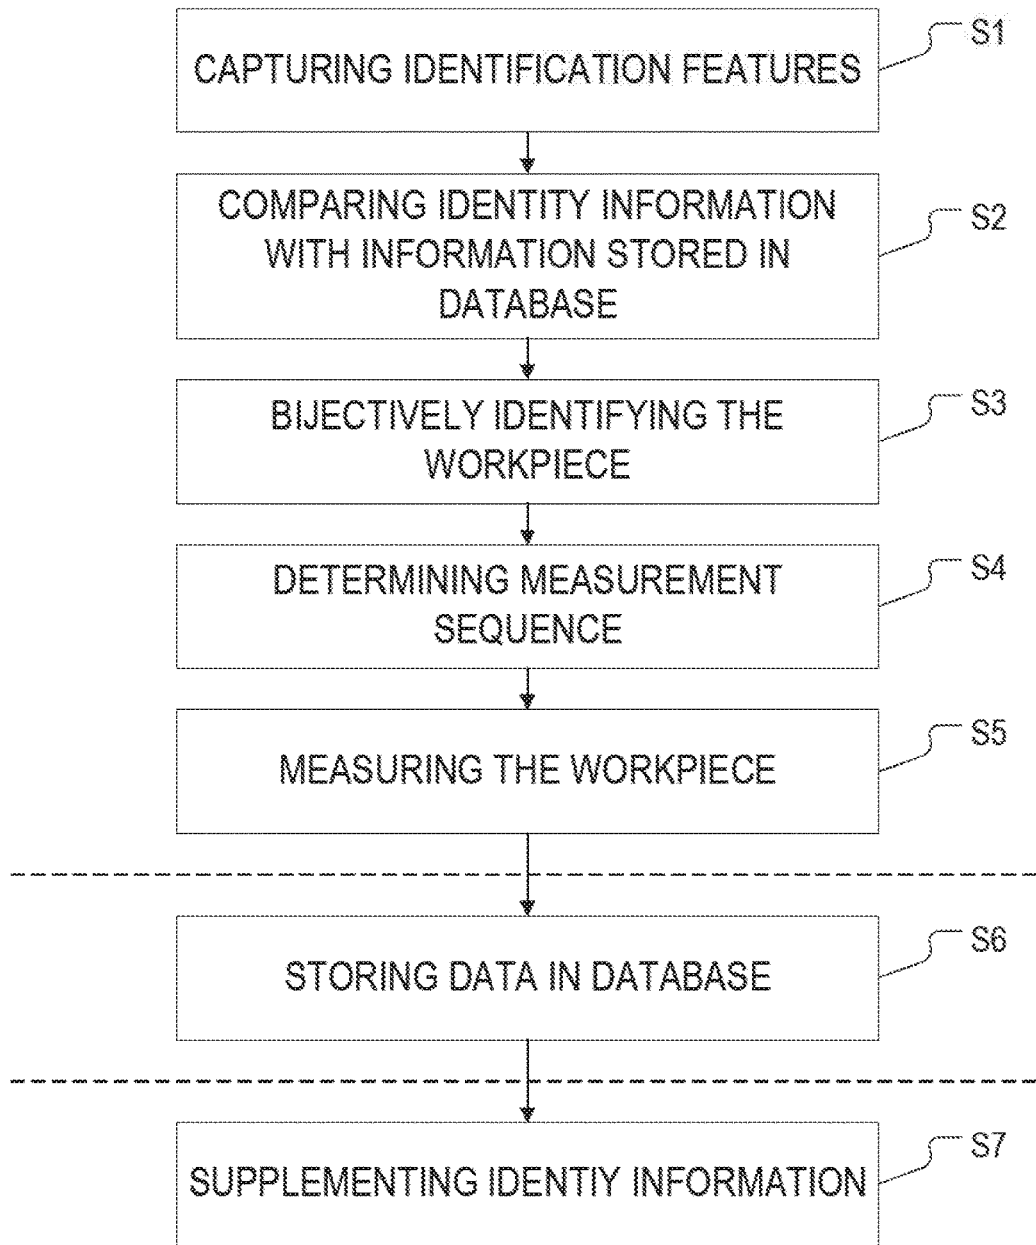 CAPTURING IDENTIFICATION FEATURES
S1
COMPARING IDENTITY INFORMATION
WITH INFORMATION STORED IN
DATABASE
S2
BIJECTIVELY IDENTIFYING THE
WORKPIECE
S3
DETERMINING MEASUREMENT
SEQUENCE
S4
MEASURING THE WORKPIECE
S5
STORING DATA IN DATABASE
S6
SUPPLEMENTING IDENTIY INFORMATION
S7